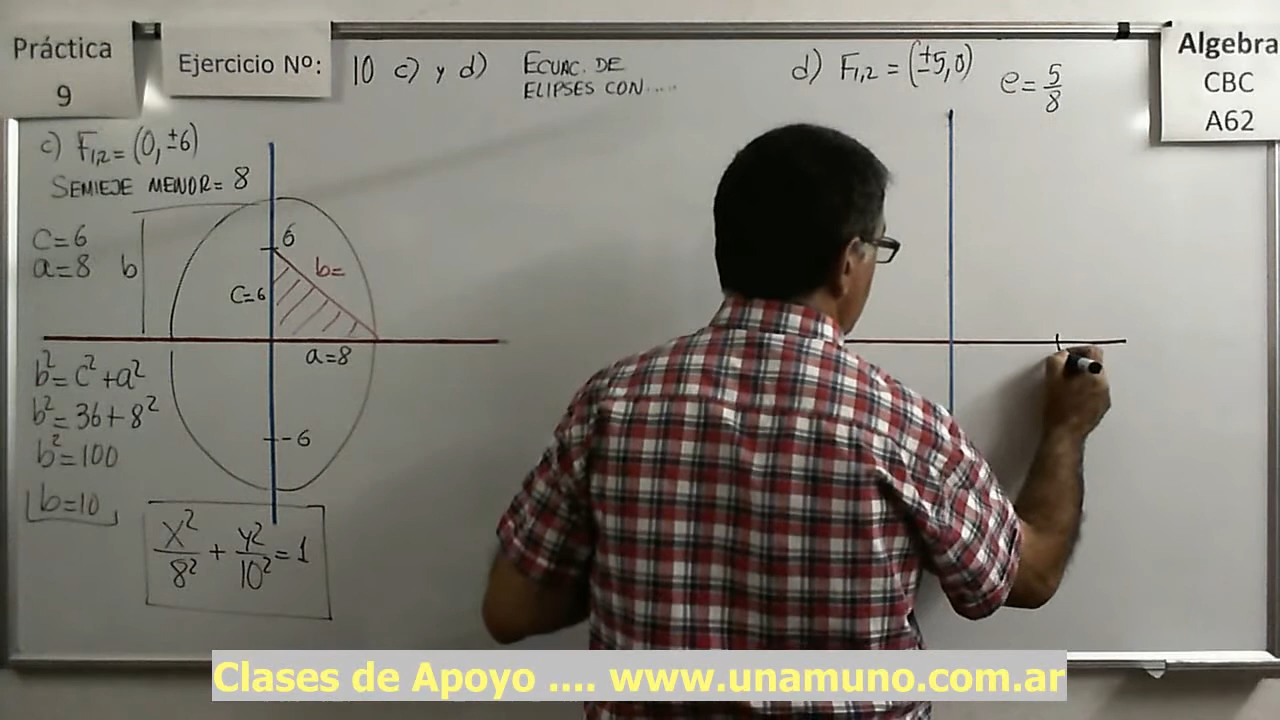 Práctica
9
Ejercicio Nº:
10 c) y d)
ECUAC. DE
ELIPSES CON.....
d) F1,2 = (±5,0)
e = 5/8
Algebra
CBC
A62
c) F1,2 = (0, ±6)
SEMIEJE MENOR = 8
C=6
a=8
b
6
b=
C=6
a=8
-6
b² = c² + a²
b² = 36 + 8²
b² = 100
b=10
X²/8² + Y²/10² = 1
Clases de Apoyo .... www.unamuno.com.ar